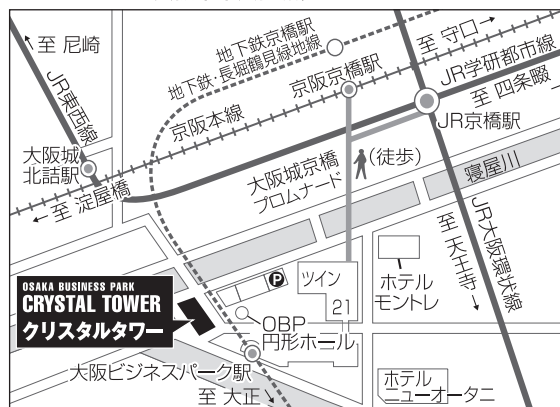 至 尼崎
JR東西線
大阪城
北詰駅
至 淀屋橋
地下鉄京橋駅
地下鉄・長堀鶴見緑地線
京阪京橋駅
京阪本線
至 守口
JR学研都市線
至 四条畷
JR京橋駅
大阪城京橋
プロムナード
(徒歩)
寝屋川
JR大阪環状線
至 天王寺
OSAKA BUSINESS PARK
CRYSTAL TOWER
クリスタルタワー
P
ツイン
21
OBP
円形ホール
ホテル
モントレ
大阪ビジネスパーク駅
至 大正
ホテル
ニューオータニ